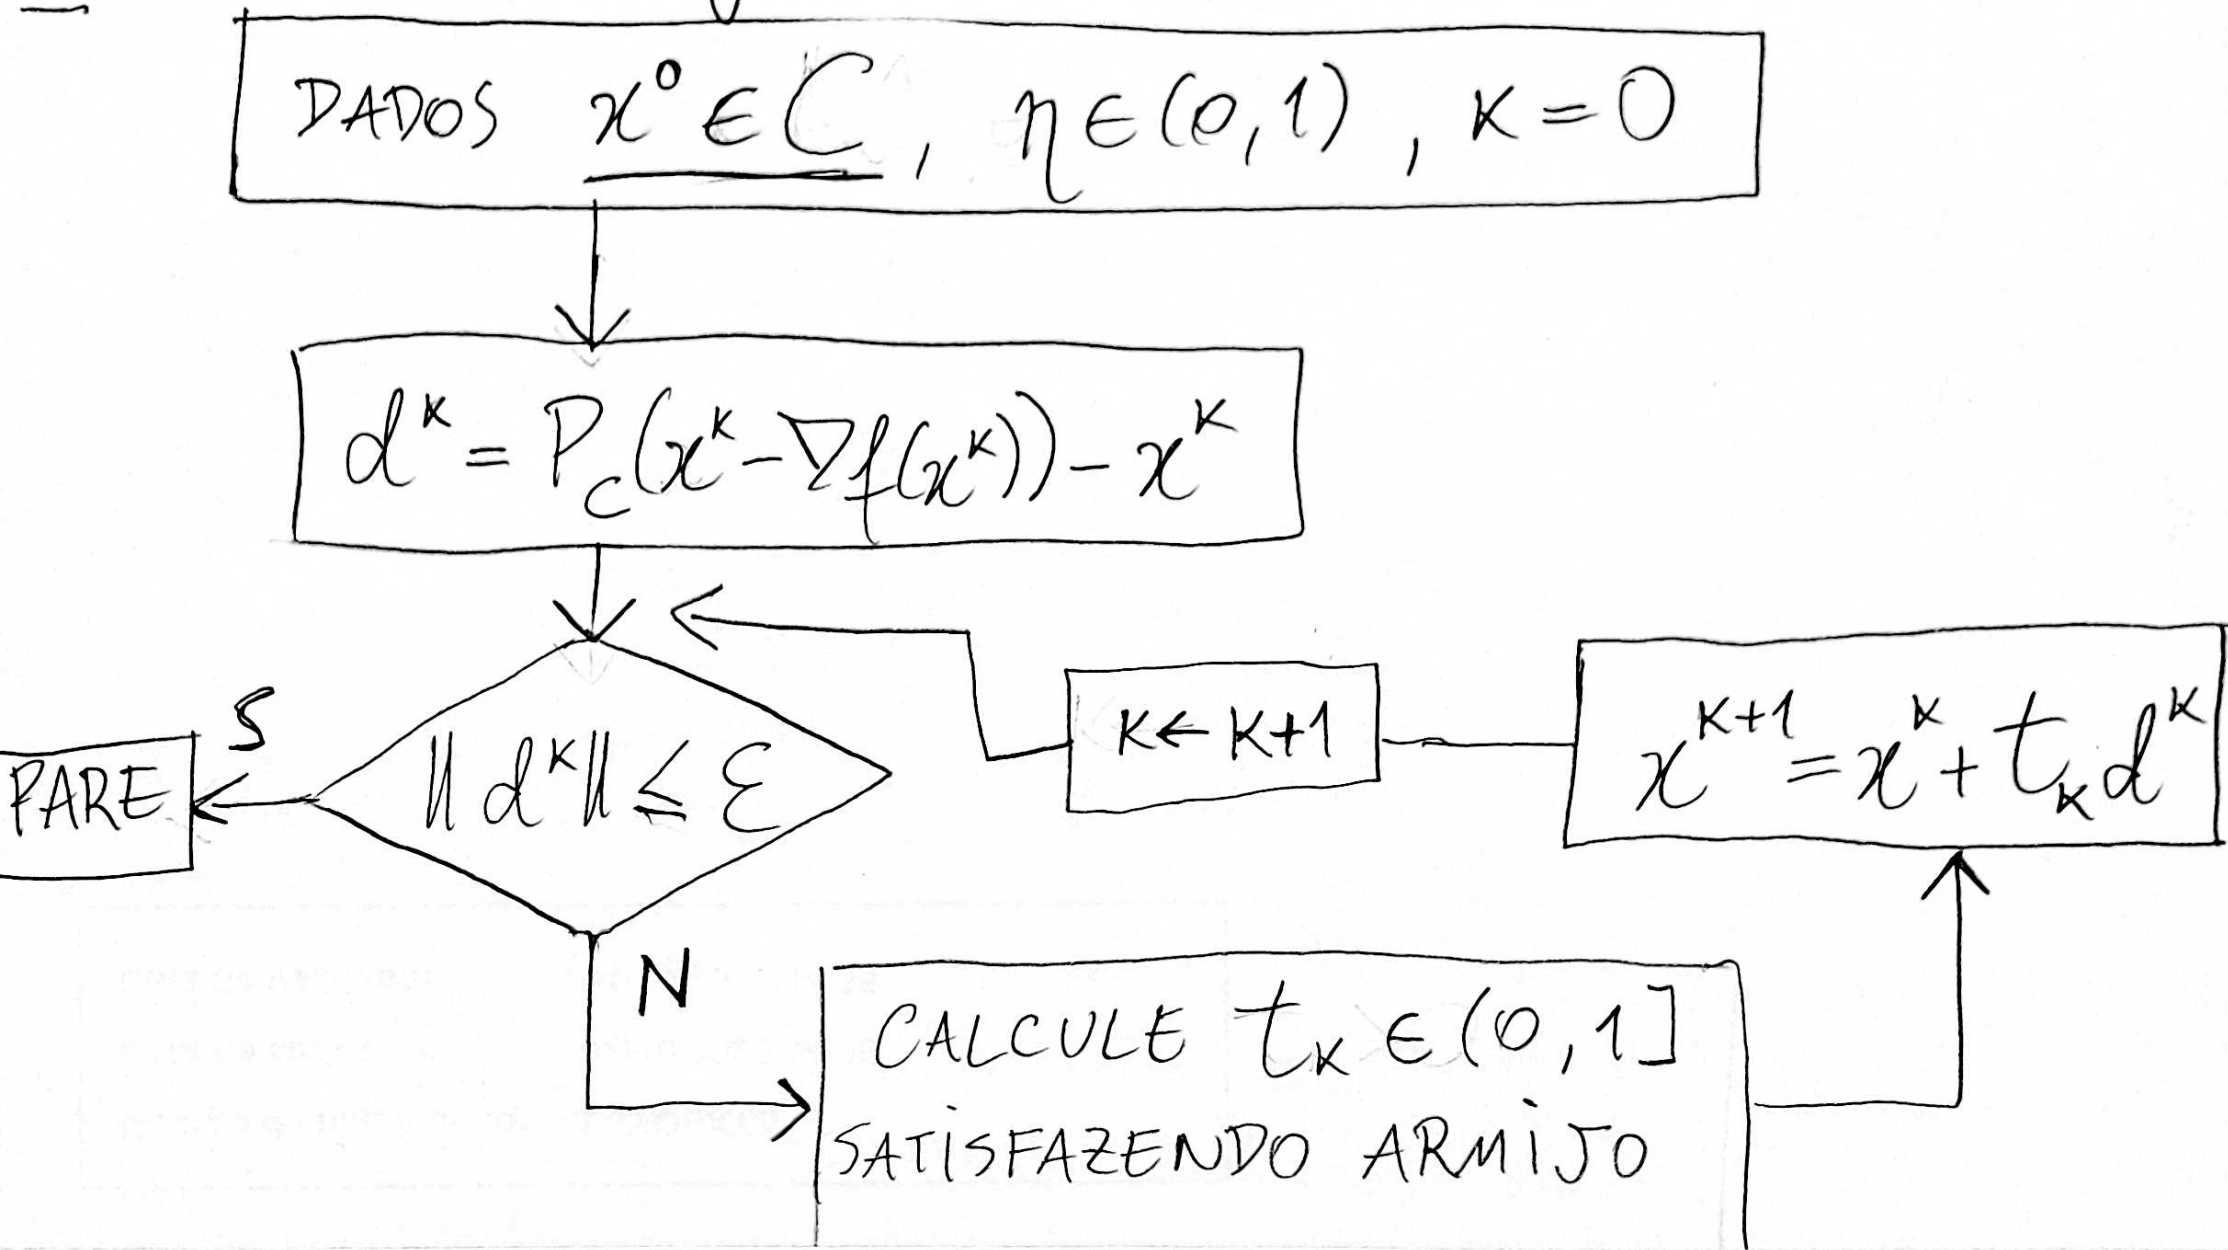 DADOS x⁰ ∈ C, η ∈ (0,1), K = 0
dᴷ = P_C(xᴷ - ∇f(xᴷ)) - xᴷ
S
PARE
‖dᴷ‖ ≤ ε
K ← K+1
xᴷ⁺¹ = xᴷ + t_K dᴷ
N
CALCULE t_K ∈ (0,1]
SATISFAZENDO ARMIJO